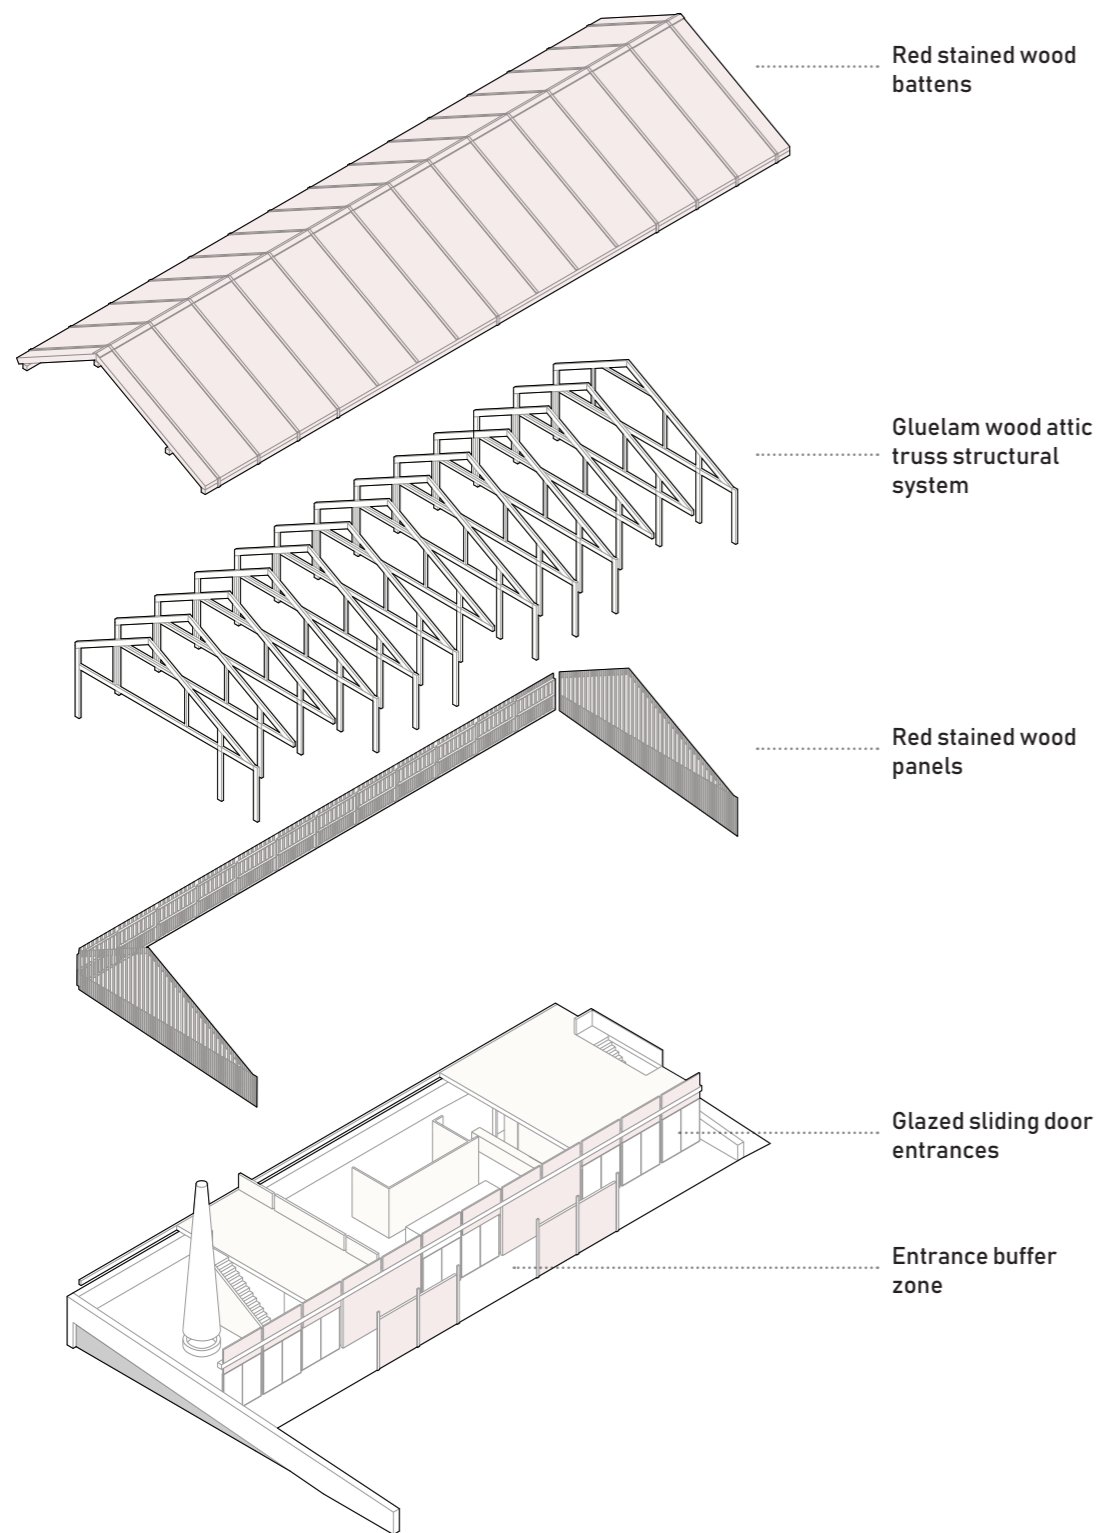 Red stained wood
battens
Gluelam wood attic
truss structural
system
Red stained wood
panels
Glazed sliding door
entrances
Entrance buffer
zone